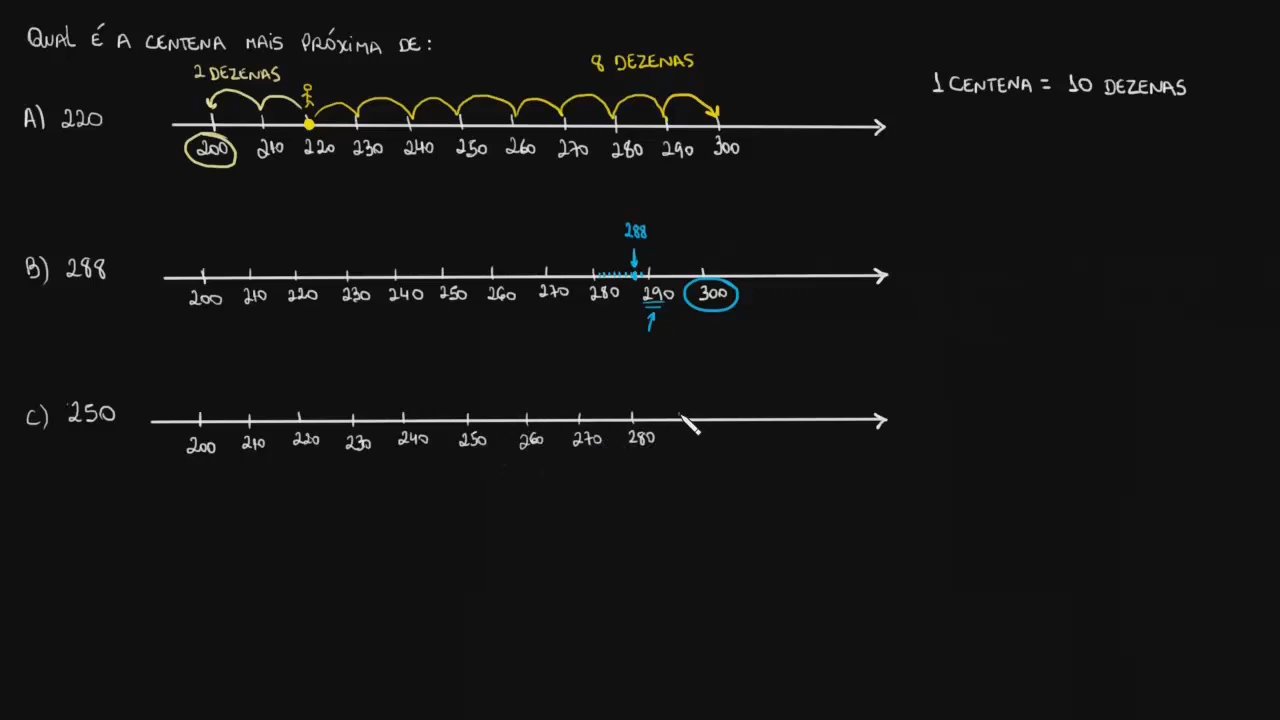 QUAL É A CENTENA MAIS PRÓXIMA DE:
2 DEZENAS
8 DEZENAS
1 CENTENA = 10 DEZENAS
A) 220
200 210 220 230 240 250 260 270 280 290 300
288
B) 288
200 210 220 230 240 250 260 270 280 290 300
C) 250
200 210 220 230 240 250 260 270 280